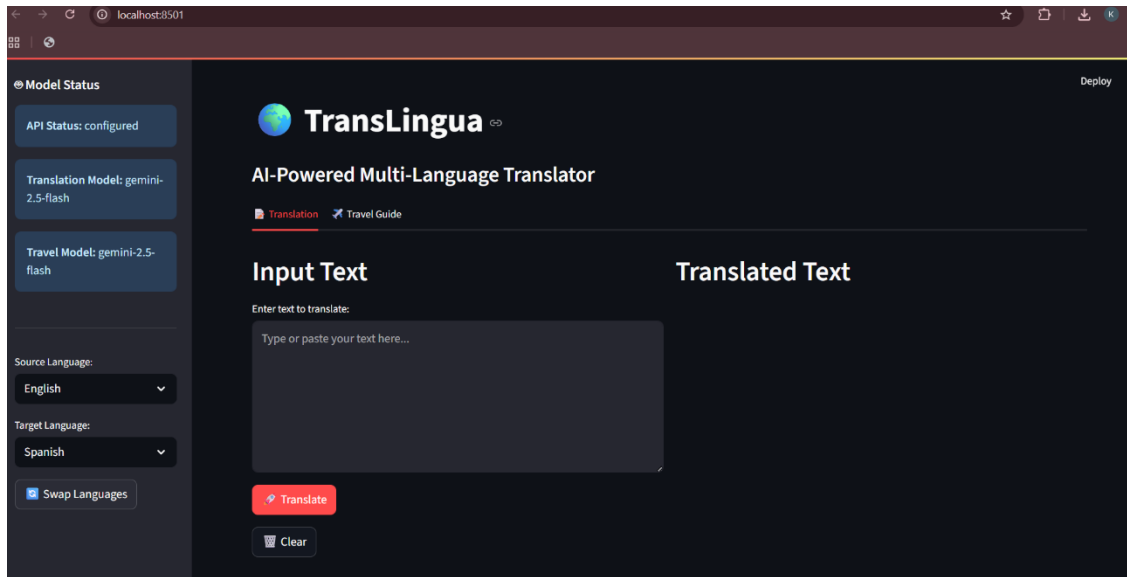 localhost:8501
K
Model Status
Deploy
API Status: configured
TransLingua
Translation Model: gemini-
2.5-flash
AI-Powered Multi-Language Translator
Translation
Travel Guide
Travel Model: gemini-2.5-
flash
Input Text
Translated Text
Enter text to translate:
Type or paste your text here...
Source Language:
English
Target Language:
Spanish
Swap Languages
Translate
Clear